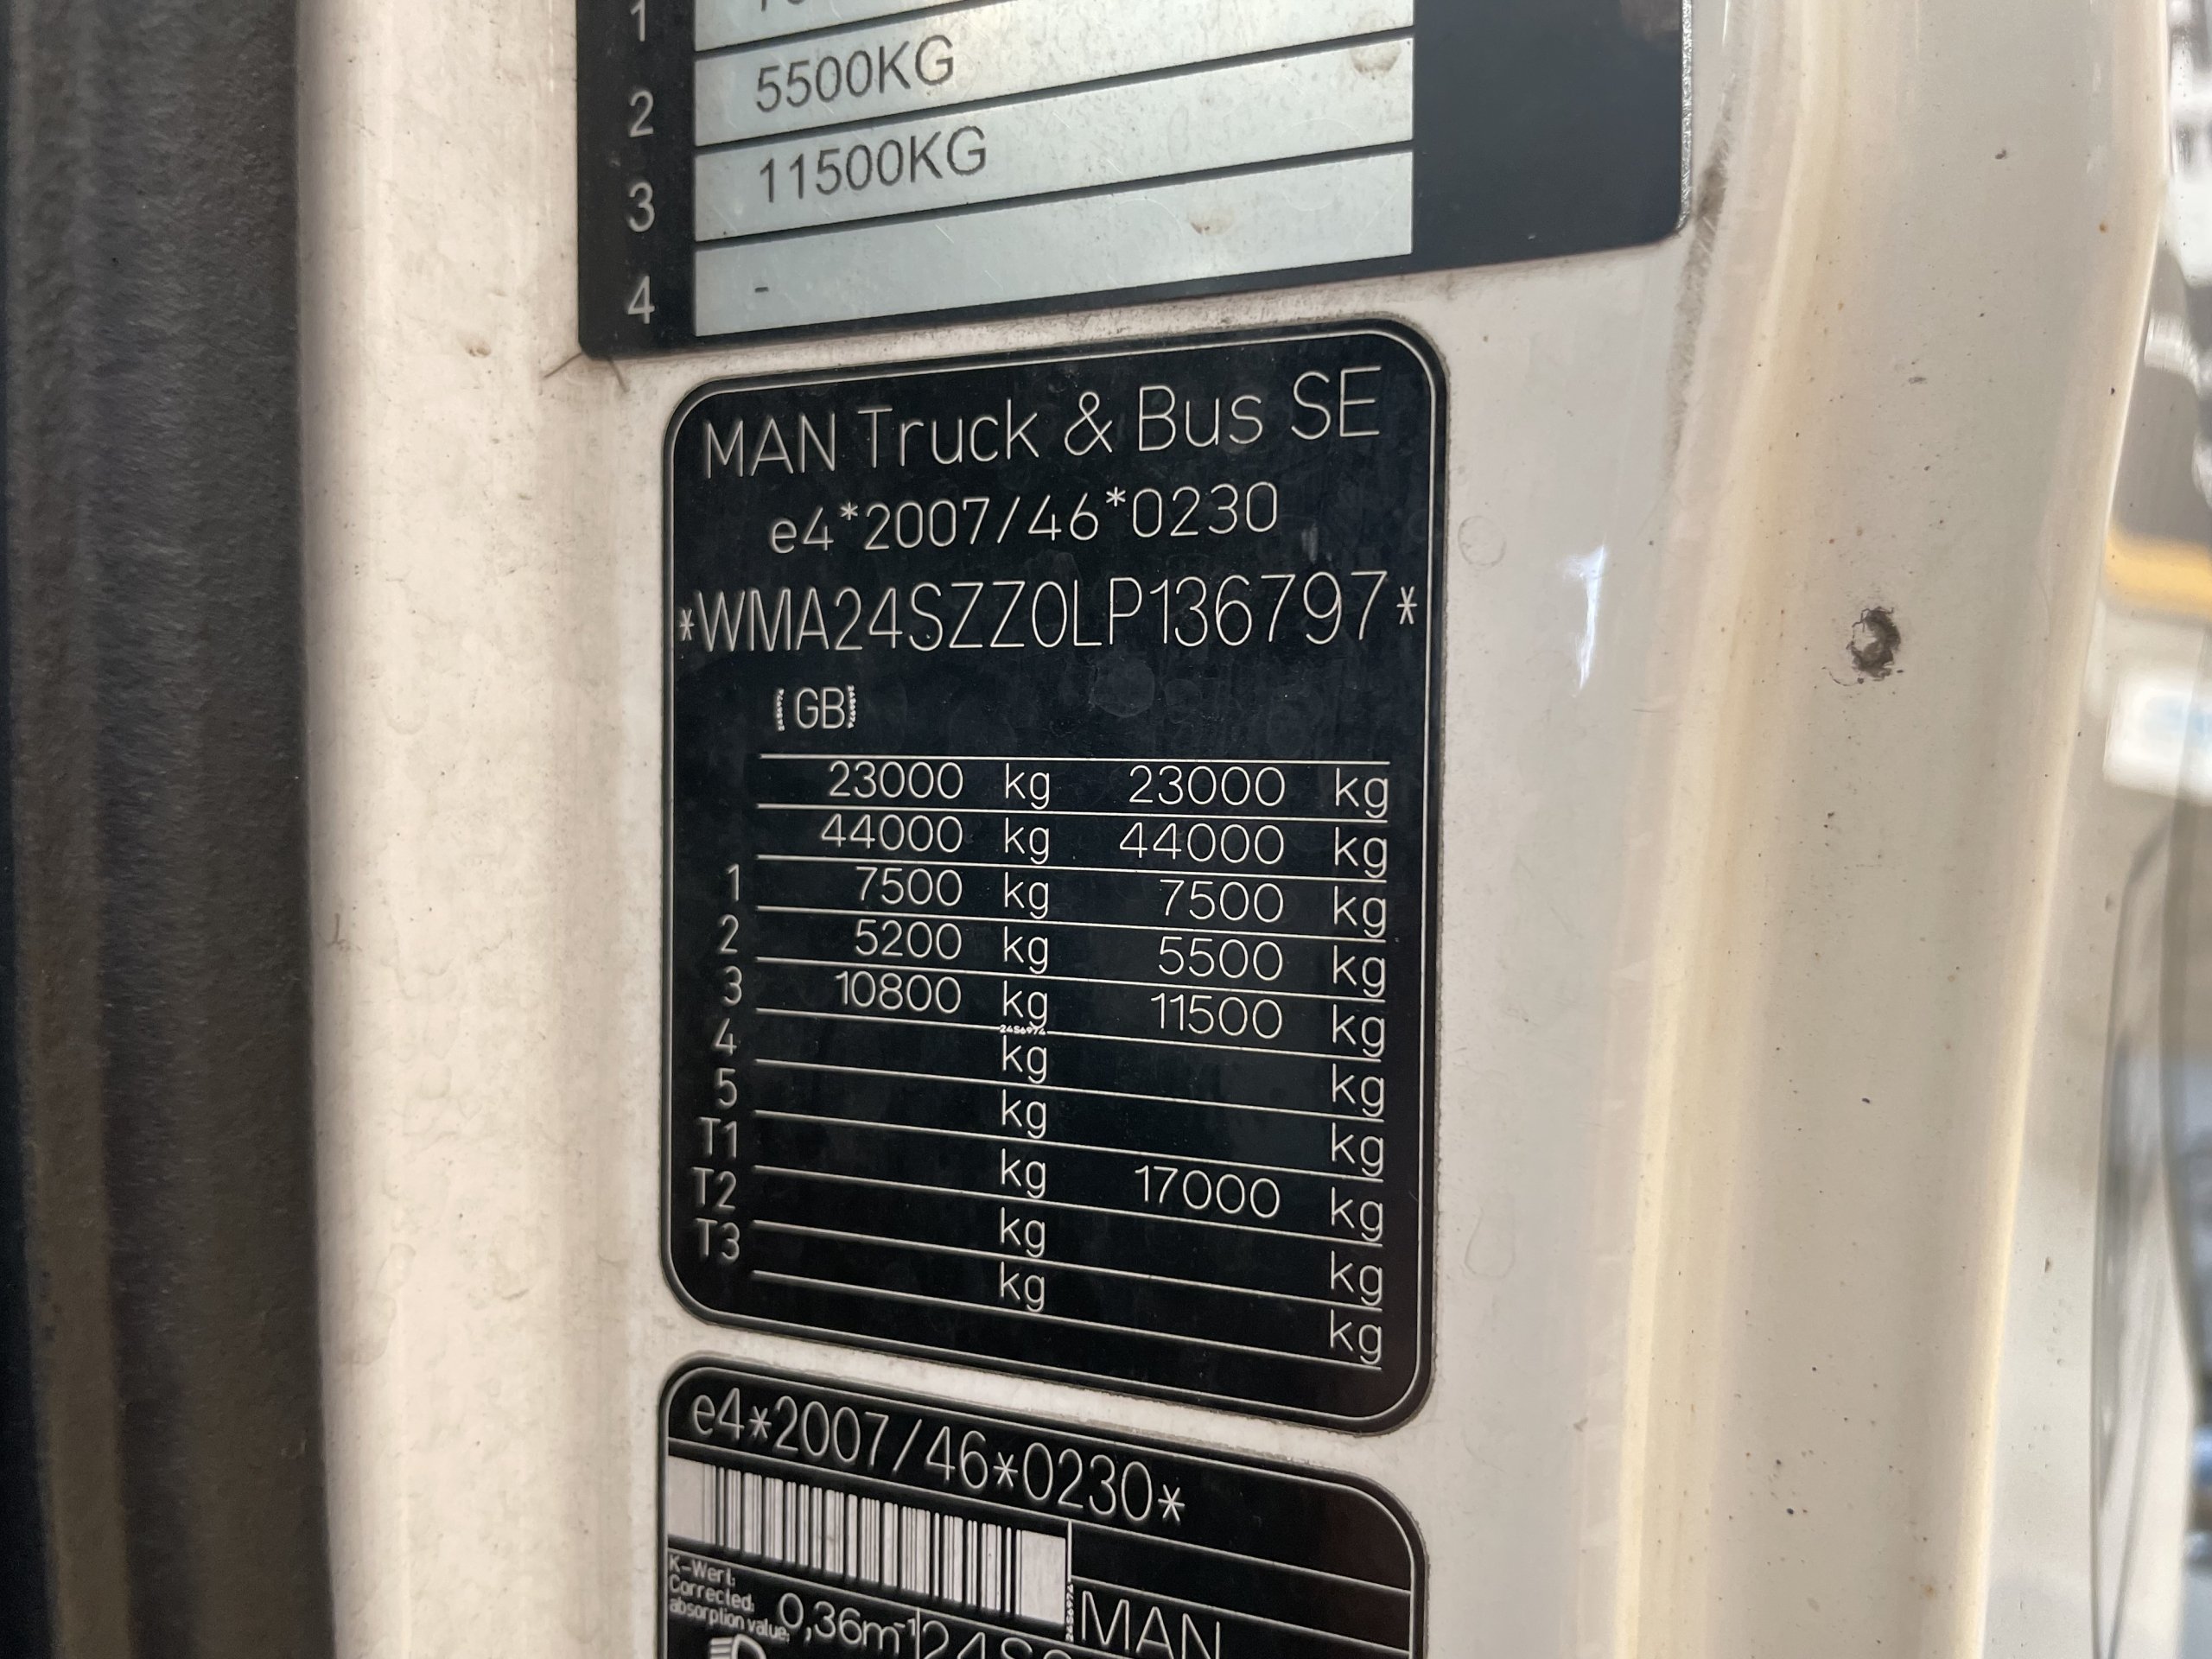 1
2 5500KG
3 11500KG
4 -
MAN Truck & Bus SE
e4*2007/46*0230
*WMA24SZZ0LP136797*
GB
23000 kg 23000 kg
44000 kg 44000 kg
1 7500 kg 7500 kg
2 5200 kg 5500 kg
3 10800 kg 11500 kg
24S6974
4 kg kg
5 kg kg
T1 kg 17000 kg
T2 kg kg
T3 kg kg
e4*2007/46*0230*
K-Wert:
Corrected
absorption value: 0,36m-1
MAN